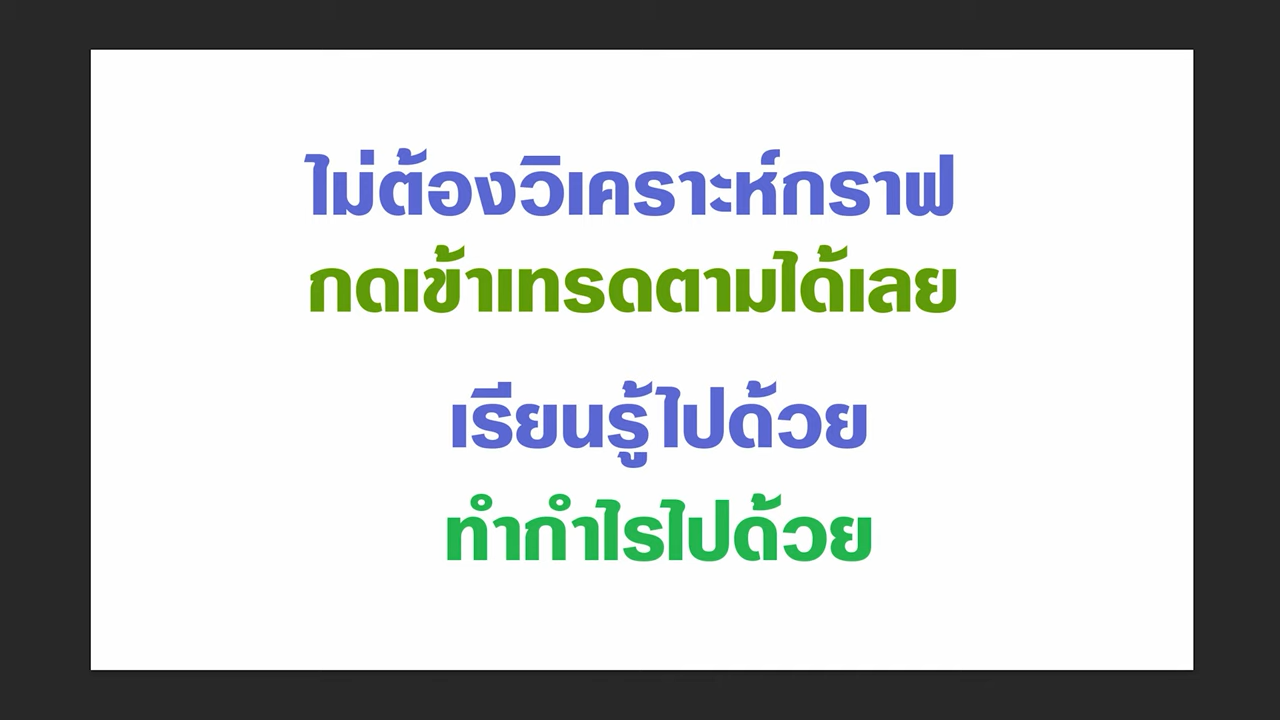 ไม่ต้องวิเคราะห์กราฟ
กดเข้าเทรดตามได้เลย
เรียนรู้ไปด้วย
ทำกำไรไปด้วย